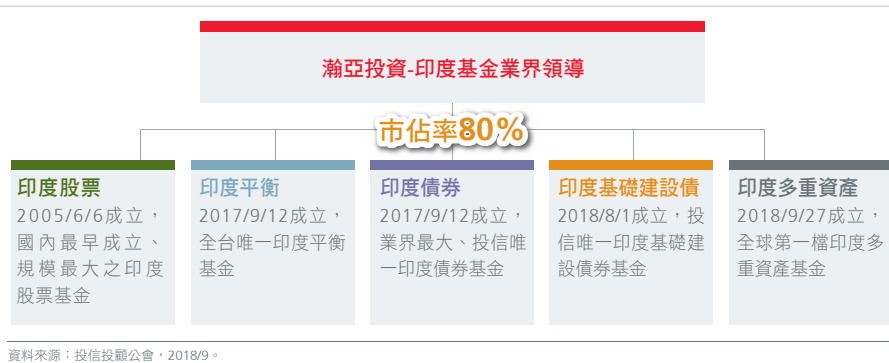 瀚亞投資-印度基金業界領導
市佔率80%
印度股票
2005/6/6成立，
國內最早成立、
規模最大之印度
股票基金
印度平衡
2017/9/12成立，
全台唯一印度平衡
基金
印度債券
2017/9/12成立，
業界最大、投信唯
一印度債券基金
印度基礎建設債
2018/8/1成立，投
信唯一印度基礎建
設債券基金
印度多重資產
2018/9/27成立，
全球第一檔印度多
重資產基金
資料來源：投信投顧公會，2018/9。